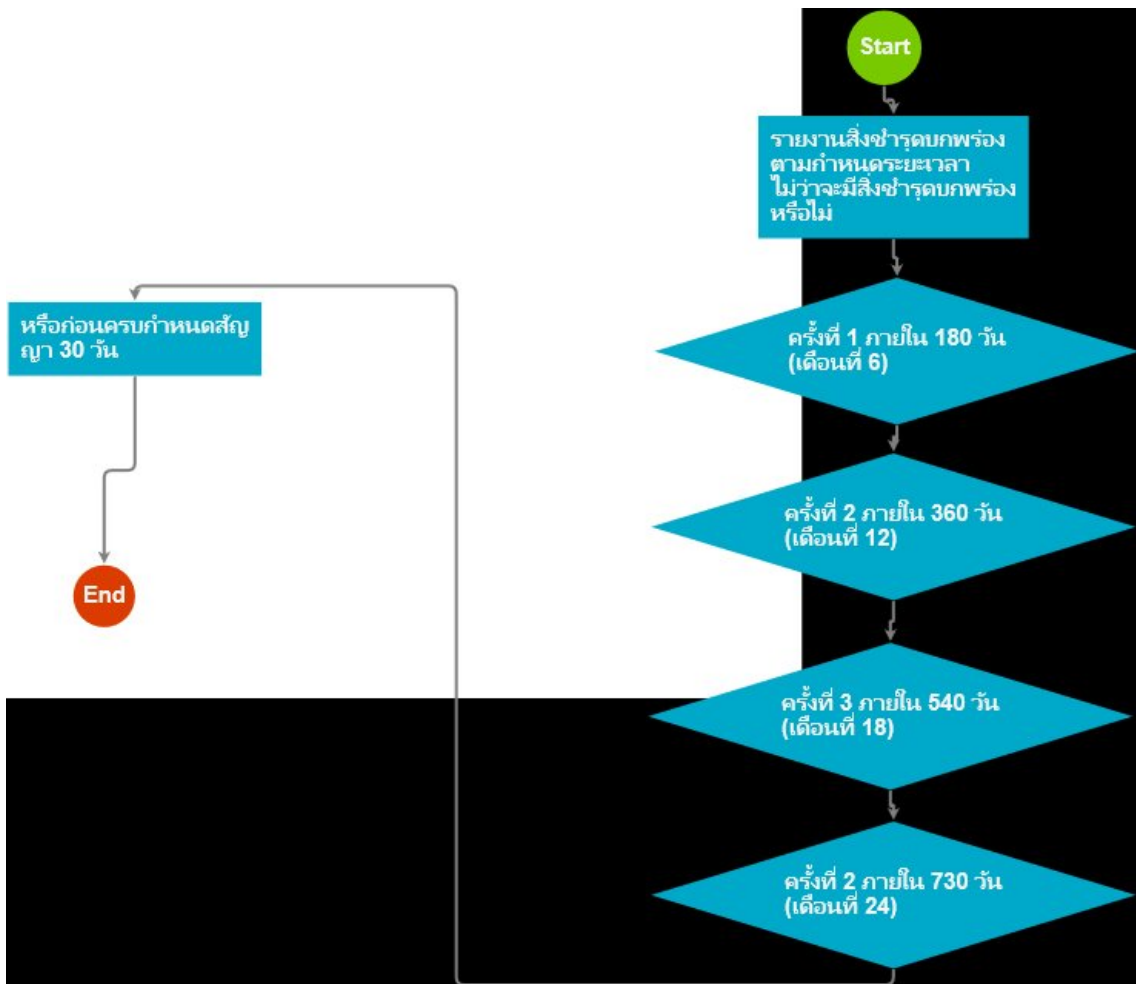 Start
รายงานสิ่งชำรุดบกพร่อง
ตามกำหนดระยะเวลา
ไม่ว่าจะมีสิ่งชำรุดบกพร่อง
หรือไม่
ครั้งที่ 1 ภายใน 180 วัน
(เดือนที่ 6)
ครั้งที่ 2 ภายใน 360 วัน
(เดือนที่ 12)
ครั้งที่ 3 ภายใน 540 วัน
(เดือนที่ 18)
ครั้งที่ 2 ภายใน 730 วัน
(เดือนที่ 24)
หรือก่อนครบกำหนดสัญ
ญา 30 วัน
End